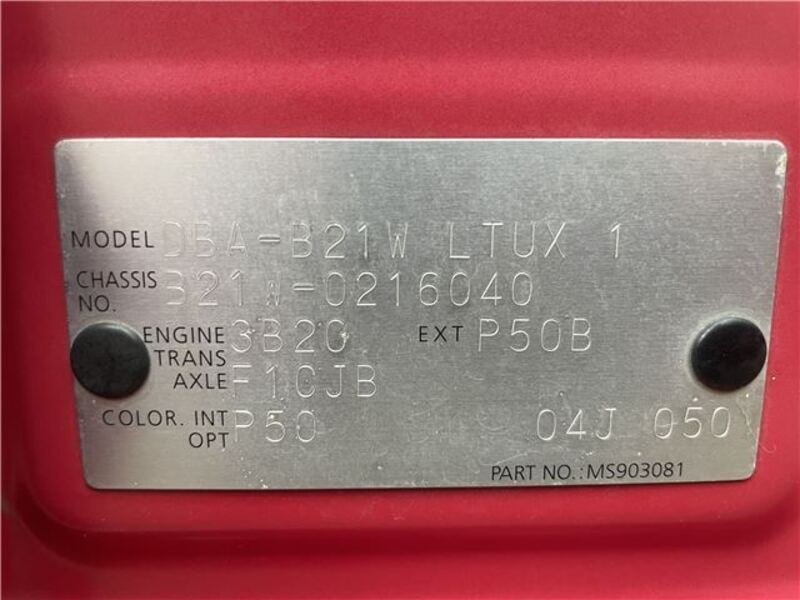 MODEL DBA-B21W LTUX 1
CHASSIS NO. B21W-0216040
ENGINE 3B20 EXT P50B
TRANS AXLE F1CJB
COLOR. INT OPT P50 04J 050
PART NO.: MS903081